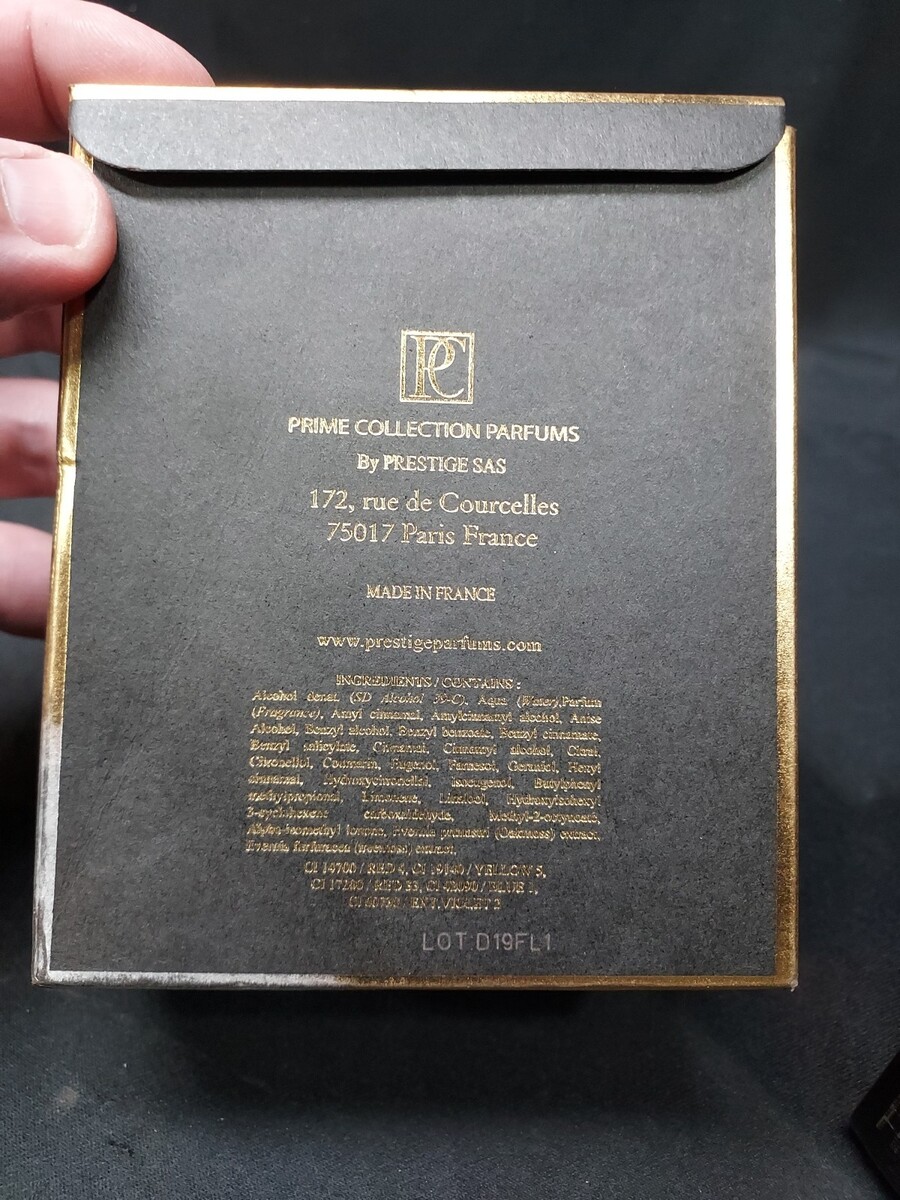 PC
PRIME COLLECTION PARFUMS
By PRESTIGE SAS
172, rue de Courcelles
75017 Paris France
MADE IN FRANCE
www.prestigeparfums.com
INGREDIENTS / CONTAINS :
Alcohol denat. (SD Alcohol 39-C), Aqua (Water),Parfum
(Fragrance), Amyl cinnamal, Amylcinnamyl alcohol, Anise
Alcohol, Benzyl alcohol, Benzyl benzoate, Benzyl cinnamate,
Benzyl salicylate, Cinnamal, Cinnamyl alcohol, Citral,
Citronellol, Coumarin, Eugenol, Farnesol, Geraniol, Hexyl
cinnamal, Hydroxycitronellal, Isoeugenol, Butylphenyl
methylpropional, Limonene, Linalool, Hydroxyisohexyl
3-cyclohexene carboxaldehyde, Methyl-2-octynoate,
Alpha-isomethyl ionone, Evernia prunastri (Oakmoss) extract,
Evernia furfuracea (treemoss) extract,
CI 14700 / RED 4, CI 19140 / YELLOW 5,
CI 17200 / RED 33, CI 42090 / BLUE 1,
CI 60730 / EXT. VIOLET 2
LOT D19FL1